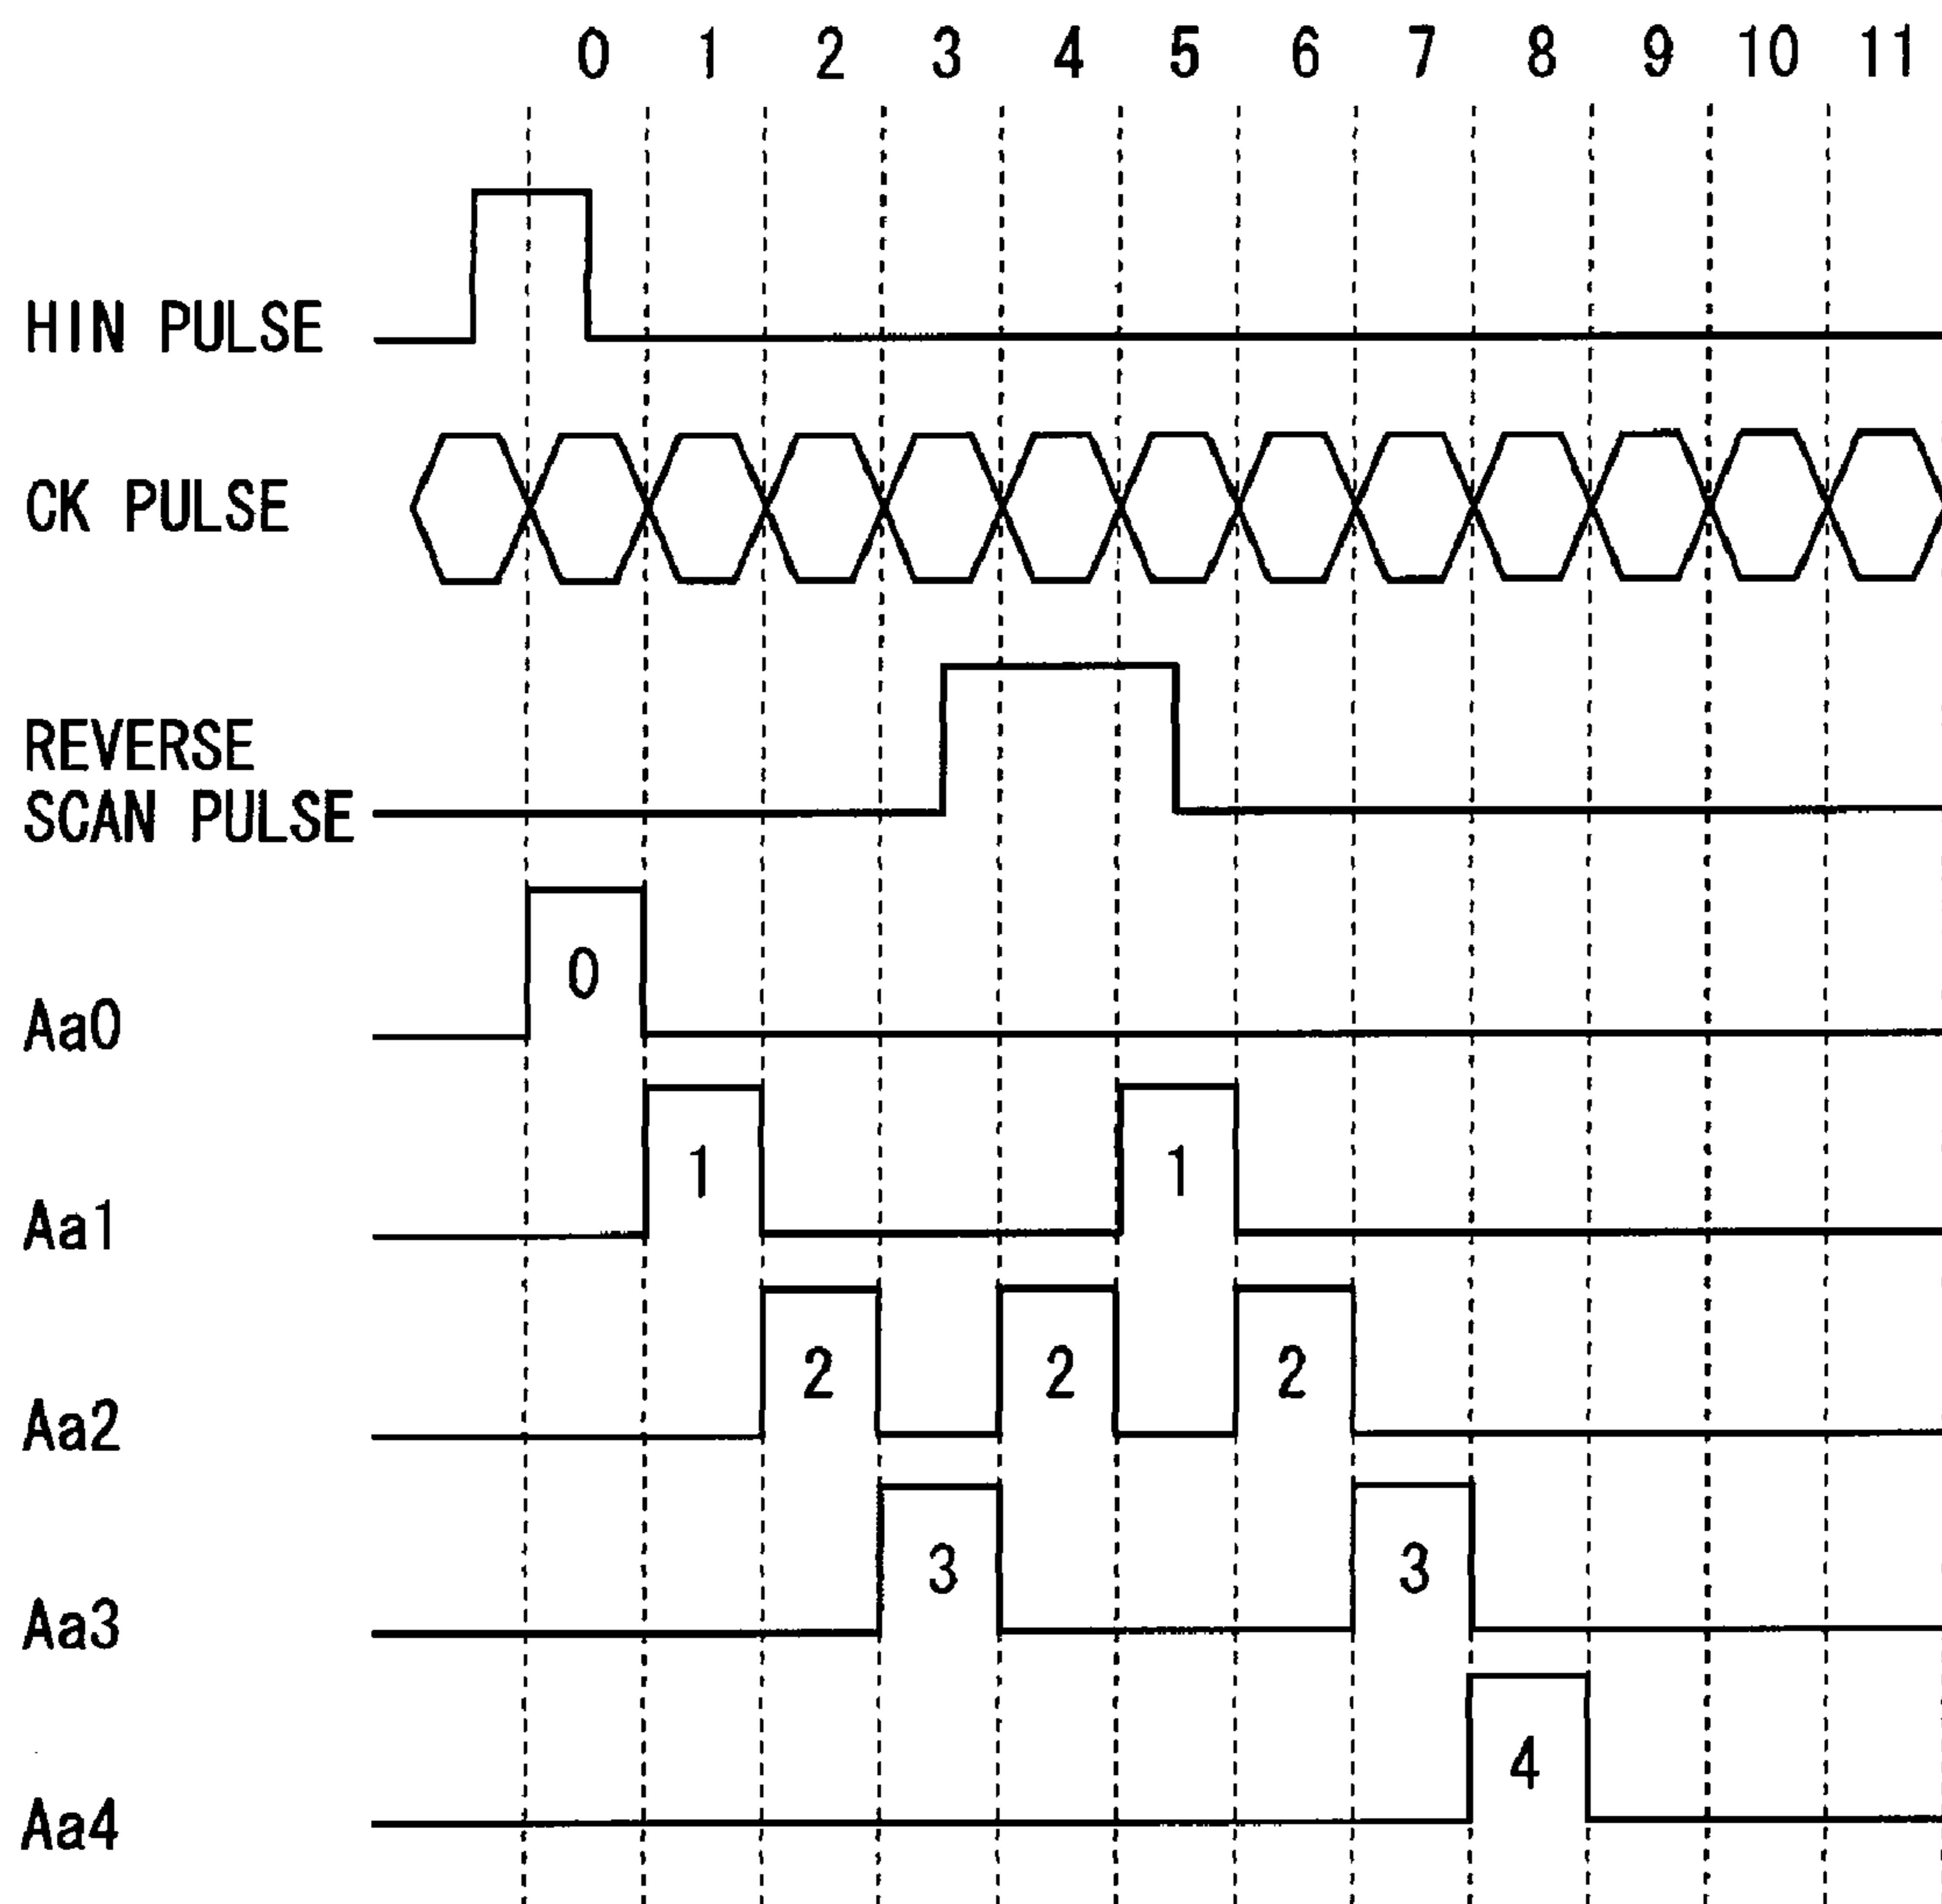 0 1 2 3 4 5 6 7 8 9 10 11
HIN PULSE
CK PULSE
REVERSE
SCAN PULSE
0
Aa0
1 1
Aa1
2 2 2
Aa2
3 3
Aa3
4
Aa4